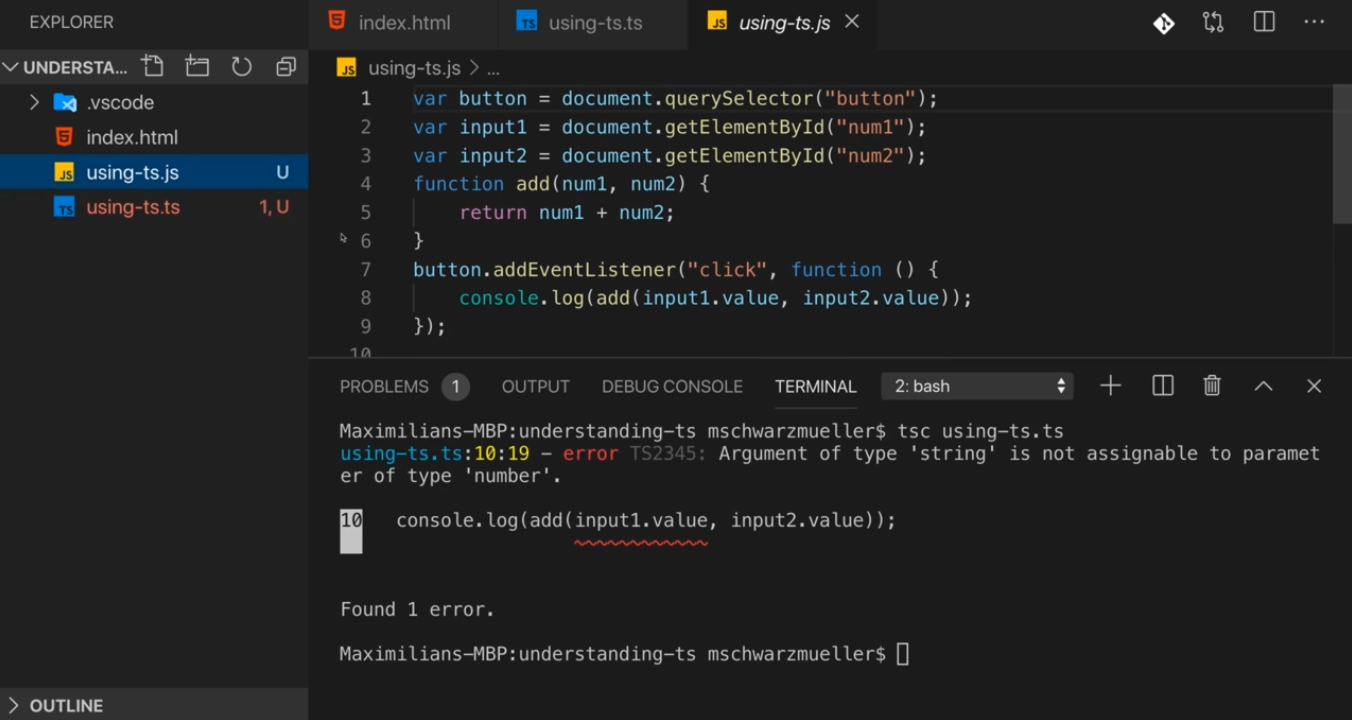 EXPLORER
index.html
TS using-ts.ts
JS using-ts.js
UNDERSTA...
.vscode
index.html
JS using-ts.js U
TS using-ts.ts 1, U
OUTLINE
JS using-ts.js > ...
1 var button = document.querySelector("button");
2 var input1 = document.getElementById("num1");
3 var input2 = document.getElementById("num2");
4 function add(num1, num2) {
5 return num1 + num2;
6 }
7 button.addEventListener("click", function () {
8 console.log(add(input1.value, input2.value));
9 });
10
PROBLEMS 1 OUTPUT DEBUG CONSOLE TERMINAL 2: bash
Maximilians-MBP:understanding-ts mschwarzmueller$ tsc using-ts.ts
using-ts.ts:10:19 - error TS2345: Argument of type 'string' is not assignable to paramet
er of type 'number'.
10 console.log(add(input1.value, input2.value));
Found 1 error.
Maximilians-MBP:understanding-ts mschwarzmueller$